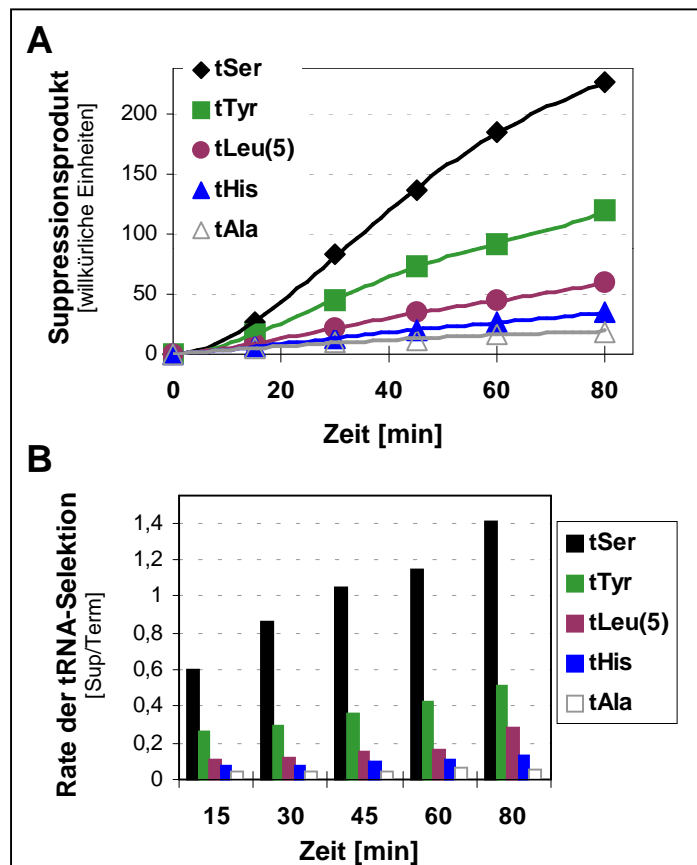 A
Suppressionsprodukt
[willkürliche Einheiten]
tSer
tTyr
tLeu(5)
tHis
tAla
200
150
100
50
0
0
20
40
60
80
Zeit [min]
B
Rate der tRNA-Selektion
[Sup/Term]
1,4
1,2
1
0,8
0,6
0,4
0,2
0
15
30
45
60
80
Zeit [min]
tSer
tTyr
tLeu(5)
tHis
tAla